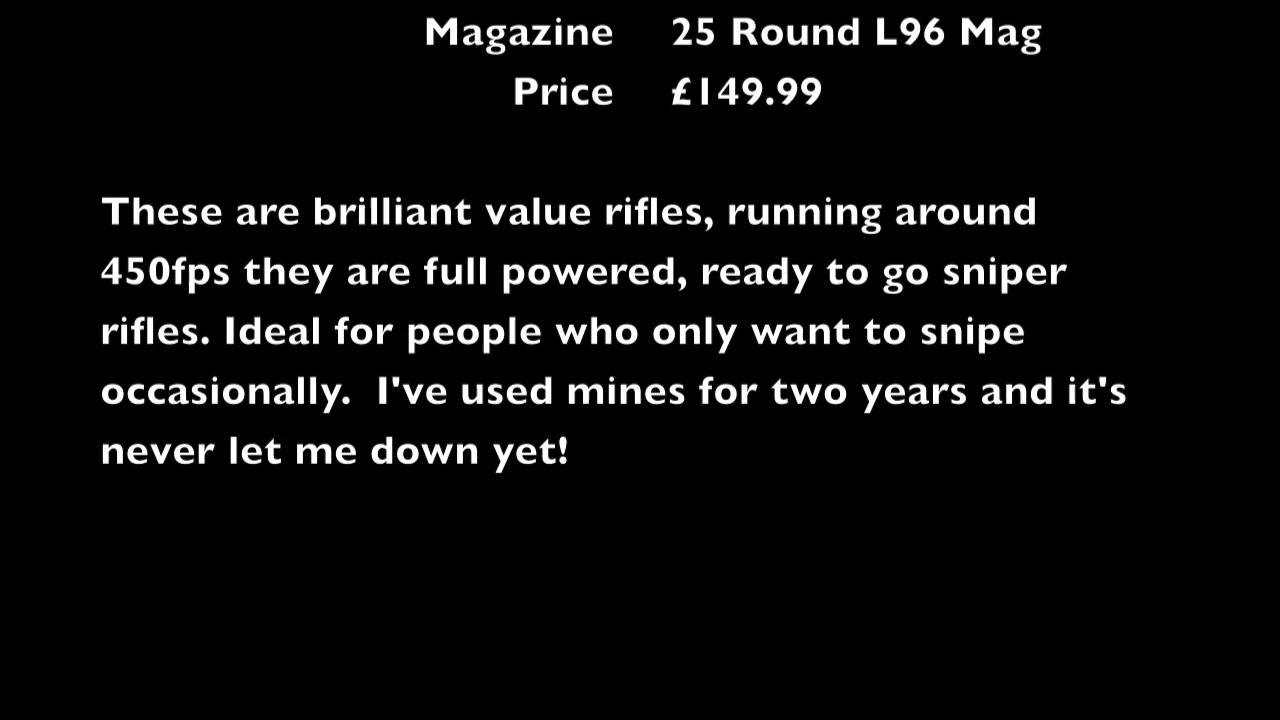 Magazine 25 Round L96 Mag
Price £149.99
These are brilliant value rifles, running around
450fps they are full powered, ready to go sniper
rifles. Ideal for people who only want to snipe
occasionally.  I've used mines for two years and it's
never let me down yet!